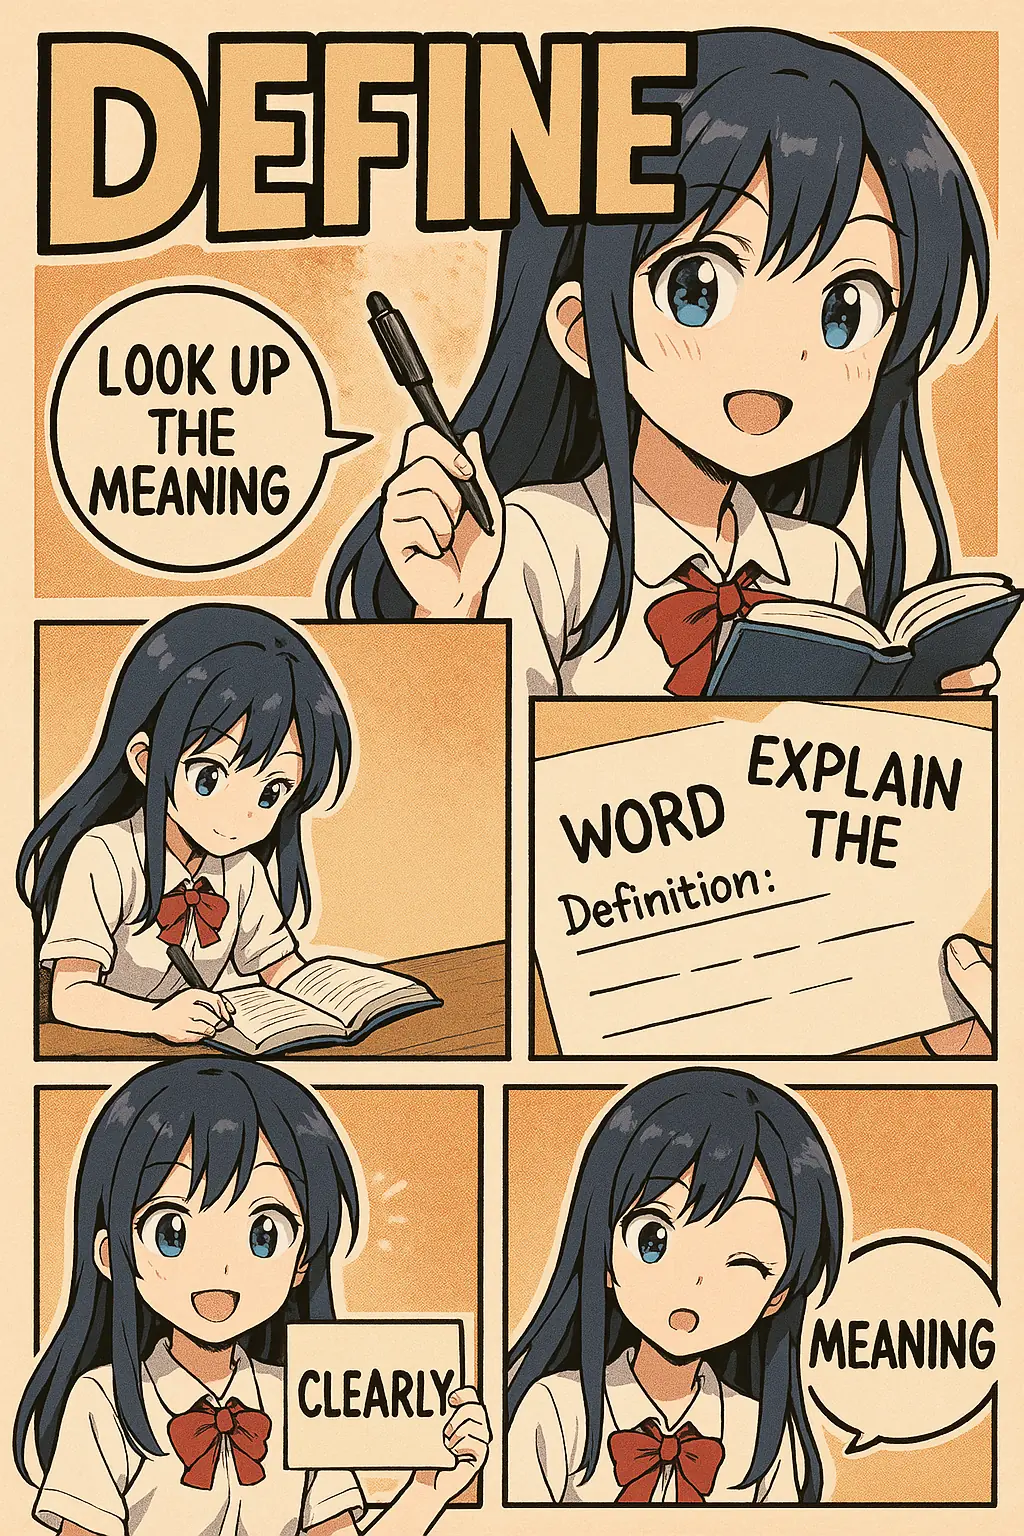 DEFINE
LOOK UP
THE
MEANING
WORD
Definition:
EXPLAIN
THE
CLEARLY
MEANING